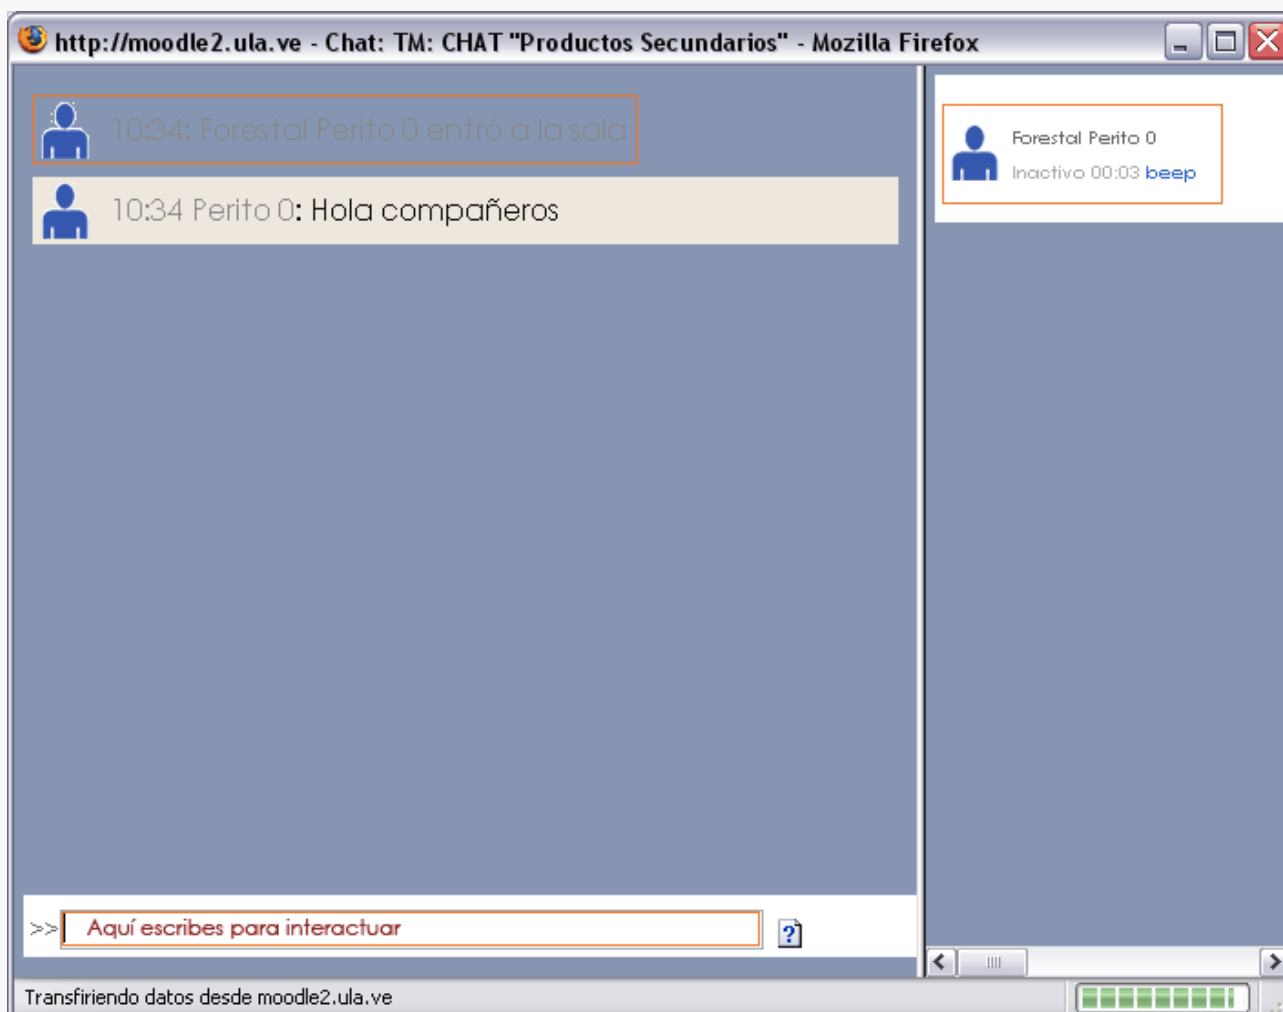 http://moodle2.ula.ve - Chat: TM: CHAT "Productos Secundarios" - Mozilla Firefox
10:34: Forestal Perito 0 entró a la sala
10:34 Perito 0: Hola compañeros
Forestal Perito 0
Inactivo 00:03 beep
>> Aquí escribes para interactuar
?
Transfiriendo datos desde moodle2.ula.ve